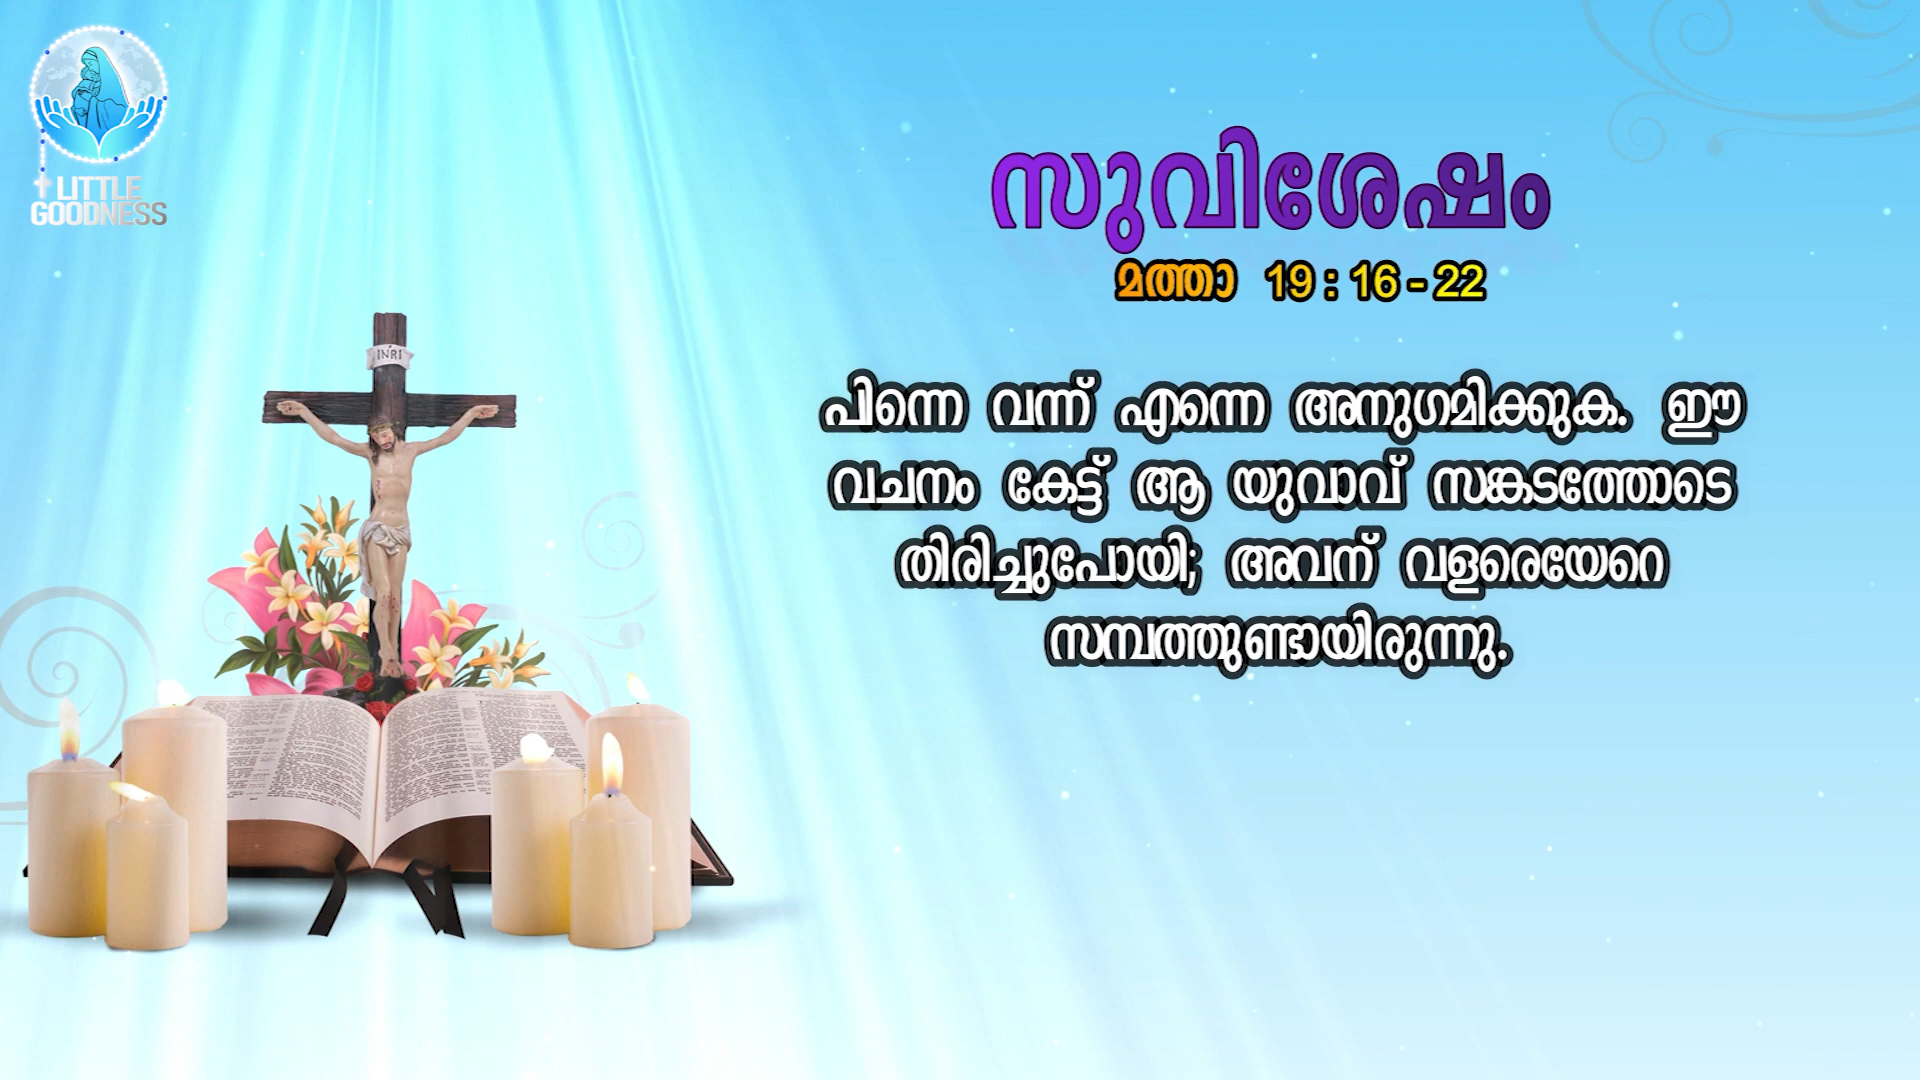 LITTLE
GOODNESS
സുവിശേഷം
മത്താ 19 : 16 - 22
INRI
പിന്നെ വന്ന് എന്നെ അനുഗമിക്കുക. ഈ
വചനം കേട്ട് ആ യുവാവ് സങ്കടത്തോടെ
തിരിച്ചുപോയി; അവന് വളരെയേറെ
സമ്പത്തുണ്ടായിരുന്നു.